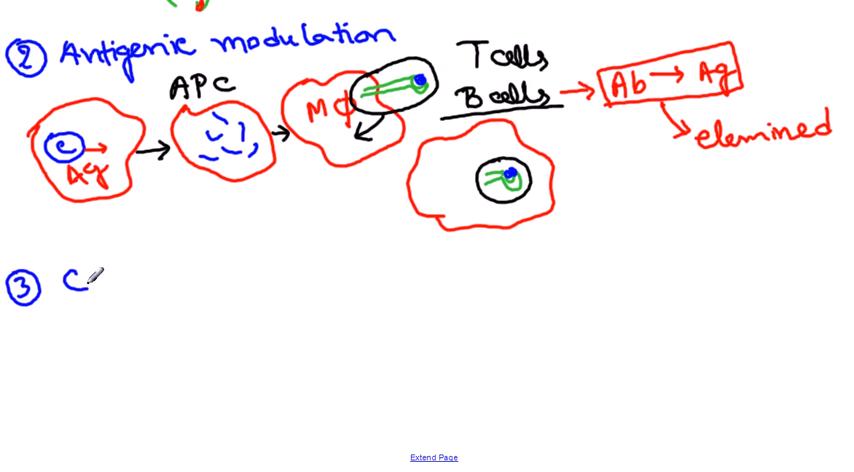 ② Antigenic modulation
APC
T cells
B cells → Ab → Ag
elemined
C
Ag
Mφ
③ C
Extend Page